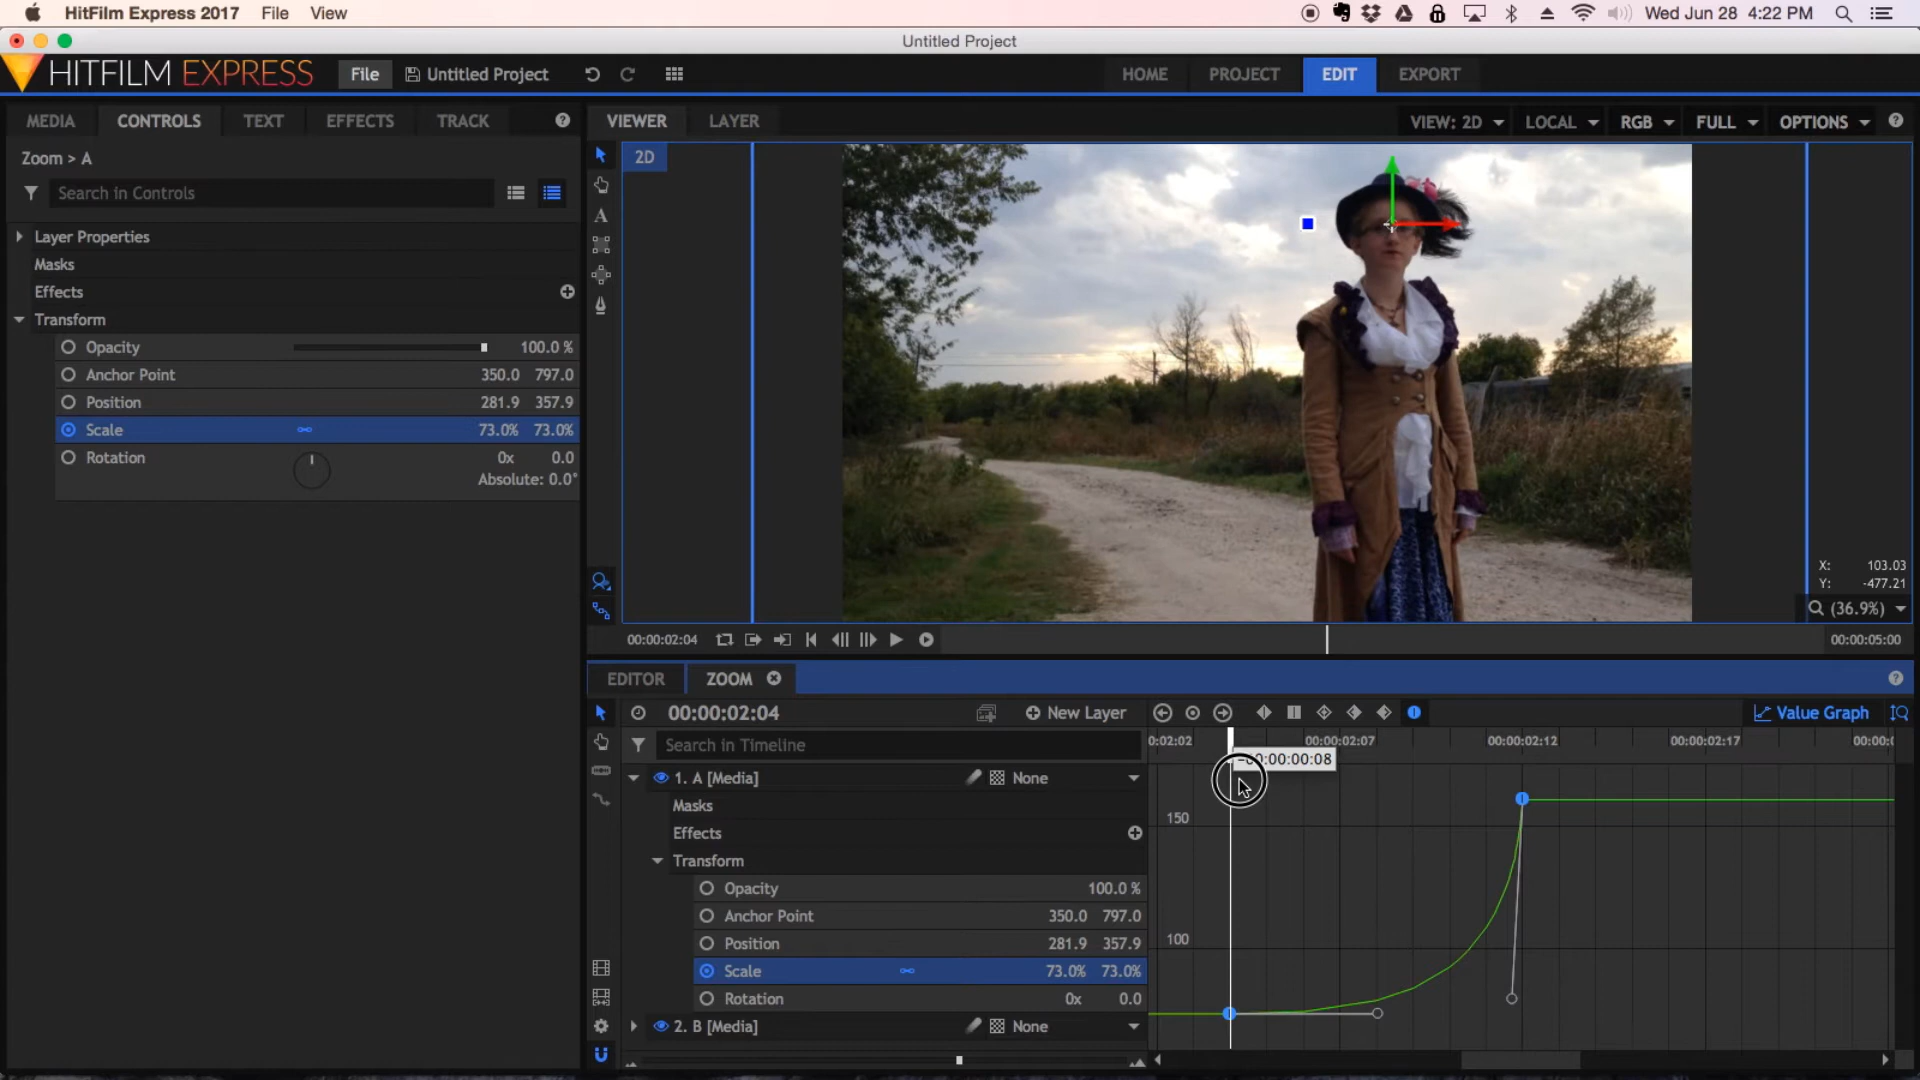 HitFilm Express 2017 File View Wed Jun 28 4:22 PM
Untitled Project
HITFILM EXPRESS File Untitled Project HOME PROJECT EDIT EXPORT
MEDIA CONTROLS TEXT EFFECTS TRACK
Zoom > A
Search in Controls
Layer Properties
Masks
Effects
Transform
Opacity 100.0 %
Anchor Point 350.0 797.0
Position 281.9 357.9
Scale 73.0% 73.0%
Rotation 0x 0.0
Absolute: 0.0°
VIEWER LAYER VIEW: 2D LOCAL RGB FULL OPTIONS
2D
X: 103.03
Y: -477.21
(36.9%)
00:00:02:04 00:00:05:00
EDITOR ZOOM
00:00:02:04 New Layer Value Graph
Search in Timeline
0:02:02 00:00:02:07 00:00:02:12 00:00:02:17 00:00:0
00:00:00:08
1. A [Media] None
Masks
Effects
Transform
Opacity 100.0 %
Anchor Point 350.0 797.0
Position 281.9 357.9
Scale 73.0% 73.0%
Rotation 0x 0.0
2. B [Media] None
150
100